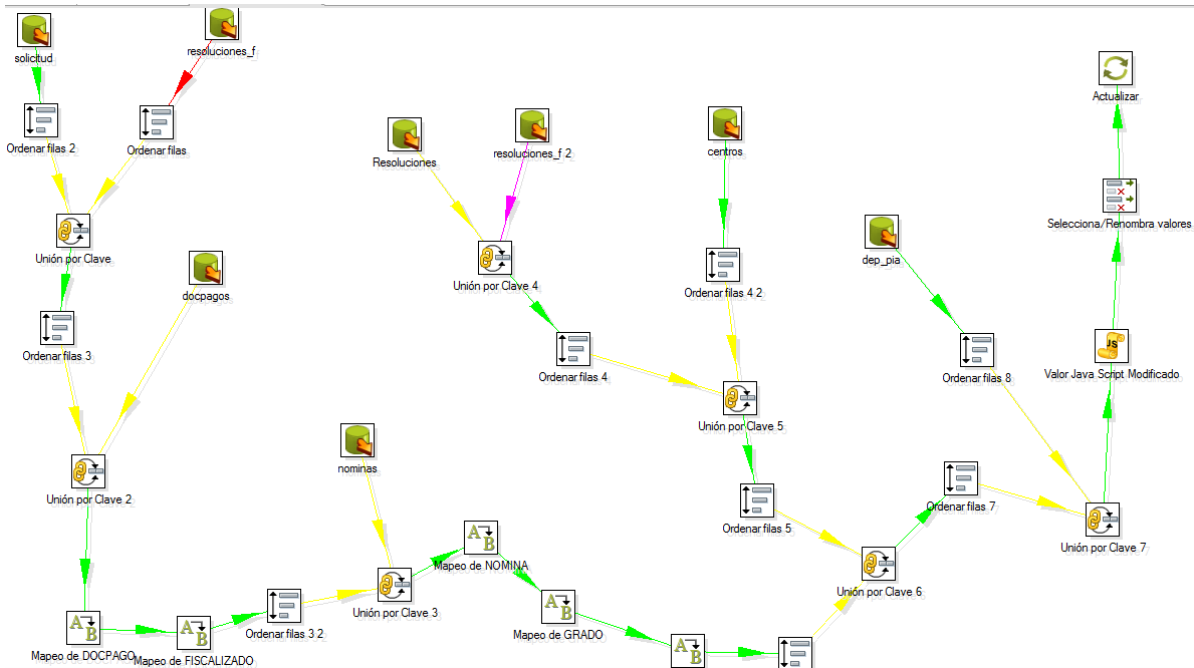 solicitud
resoluciones_f
Actualizar
Ordenar filas 2
Ordenar filas
Resoluciones
resoluciones_f 2
centros
Selecciona/Renombra valores
Unión por Clave
docpagos
Unión por Clave 4
Ordenar filas 4 2
dep_pia
Ordenar filas 3
Ordenar filas 4
Ordenar filas 8
JS
Valor Java Script Modificado
Unión por Clave 5
nominas
Unión por Clave 2
Ordenar filas 5
Ordenar filas 7
Unión por Clave 7
A
B
Mapeo de NOMINA
Unión por Clave 3
Unión por Clave 6
A
B
Mapeo de GRADO
A
B
Mapeo de DOCPAGO
A
B
Mapeo de FISCALIZADO
Ordenar filas 3 2
A
B